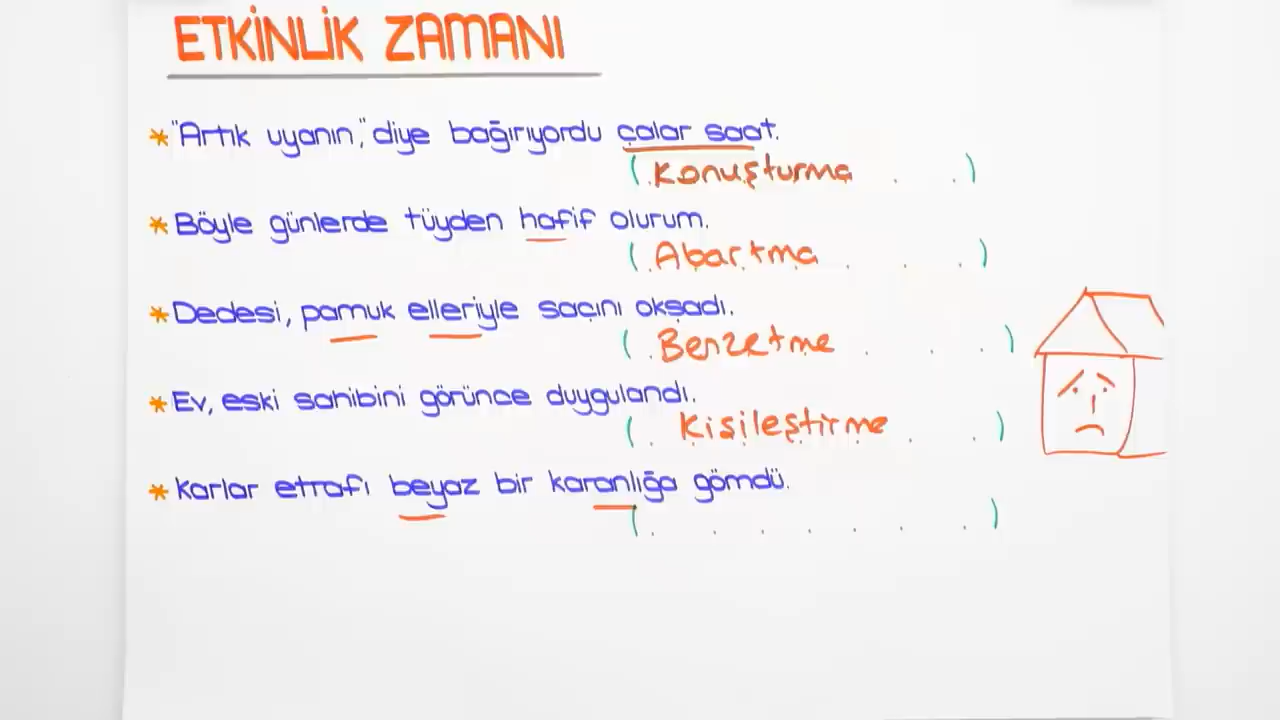 ETKİNLİK ZAMANI
* "Artık uyanın," diye bağırıyordu çalar saat.
(. Konuşturma . .)
* Böyle günlerde tüyden hafif olurum.
(. Abartma . . .)
* Dedesi, pamuk elleriyle saçını okşadı.
(. Benzetme . . .)
* Ev, eski sahibini görünce duygulandı.
(. Kişileştirme . .)
* Karlar etrafı beyaz bir karanlığa gömdü.
(. . . . . . .)